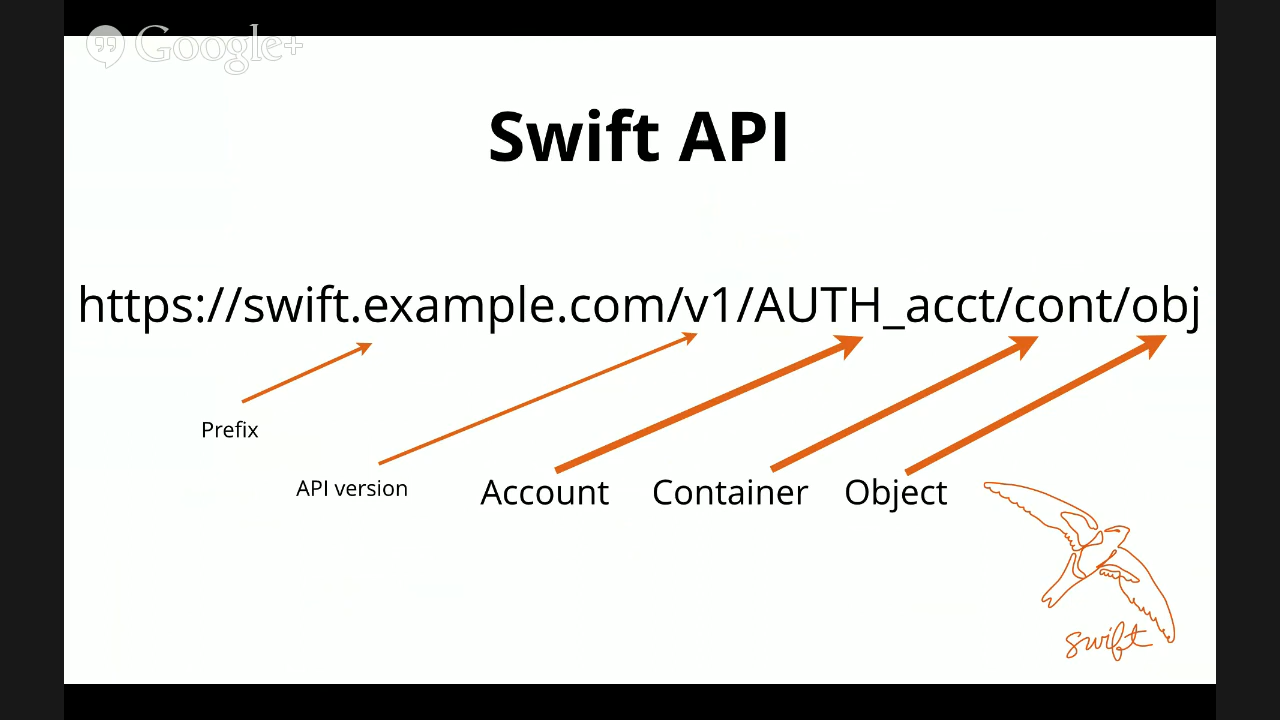 Google+
Swift API
https://swift.example.com/v1/AUTH_acct/cont/obj
Prefix
API version
Account
Container
Object
swift